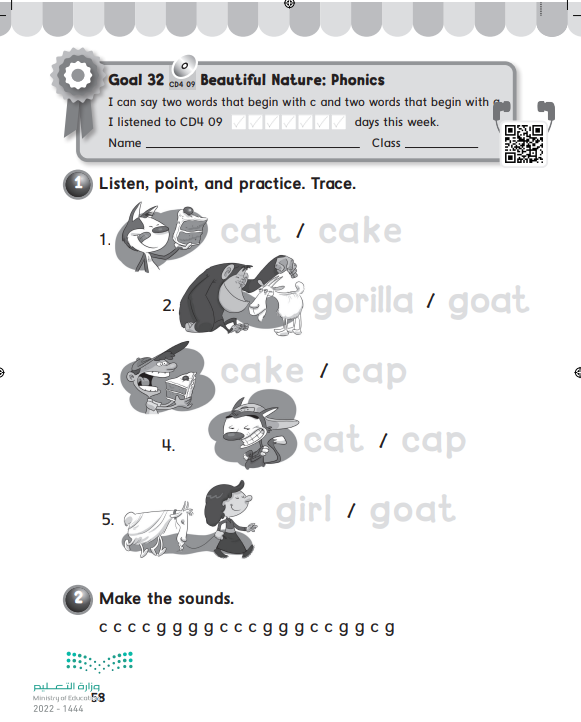 Goal 32 CD4 09 Beautiful Nature: Phonics
I can say two words that begin with c and two words that begin with g.
I listened to CD4 09 days this week.
Name Class
1 Listen, point, and practice. Trace.
1. cat / cake
2. gorilla / goat
3. cake / cap
4. cat / cap
5. girl / goat
2 Make the sounds.
c c c c g g g g c c c g g g c c g g c g
وزارة التعليم
Ministry of Education
58
2022 - 1444